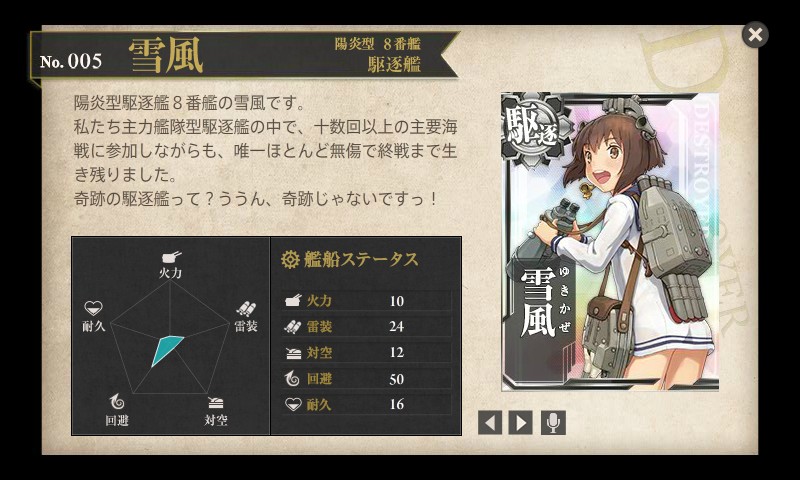 No. 005
雪風
陽炎型 8番艦
駆逐艦
陽炎型駆逐艦8番艦の雪風です。
私たち主力艦隊型駆逐艦の中で、十数回以上の主要海
戦に参加しながらも、唯一ほとんど無傷で終戦まで生
き残りました。
奇跡の駆逐艦って？ううん、奇跡じゃないですっ！
火力
耐久
雷装
回避
対空
艦船ステータス
火力 10
雷装 24
対空 12
回避 50
耐久 16
駆逐
雪風
ゆきかぜ
D
DESTROYER